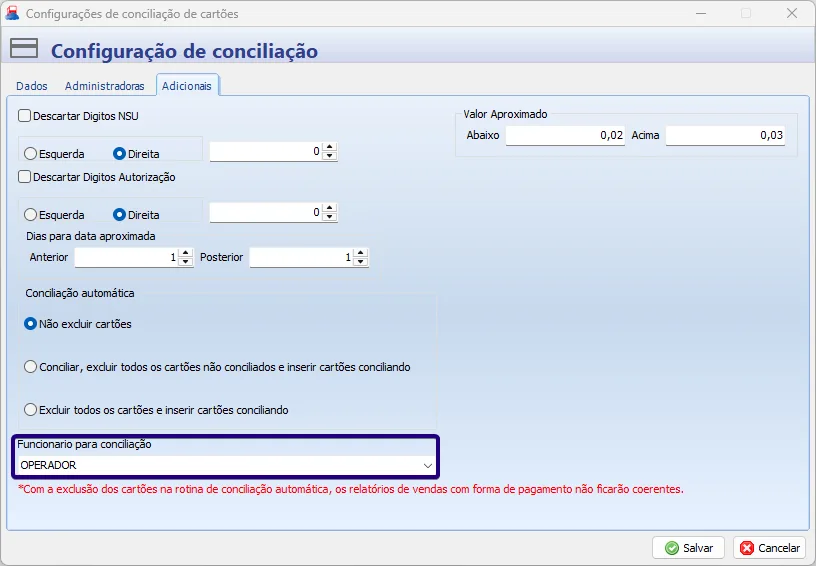 Configurações de conciliação de cartões
Configuração de conciliação
Dados Administradoras Adicionais
Descartar Digitos NSU
Esquerda Direita 0
Descartar Digitos Autorização
Esquerda Direita 0
Dias para data aproximada
Anterior 1 Posterior 1
Valor Aproximado
Abaixo 0,02 Acima 0,03
Conciliação automática
Não excluir cartões
Conciliar, excluir todos os cartões não conciliados e inserir cartões conciliando
Excluir todos os cartões e inserir cartões conciliando
Funcionario para conciliação
OPERADOR
*Com a exclusão dos cartões na rotina de conciliação automática, os relatórios de vendas com forma de pagamento não ficarão coerentes.
Salvar Cancelar